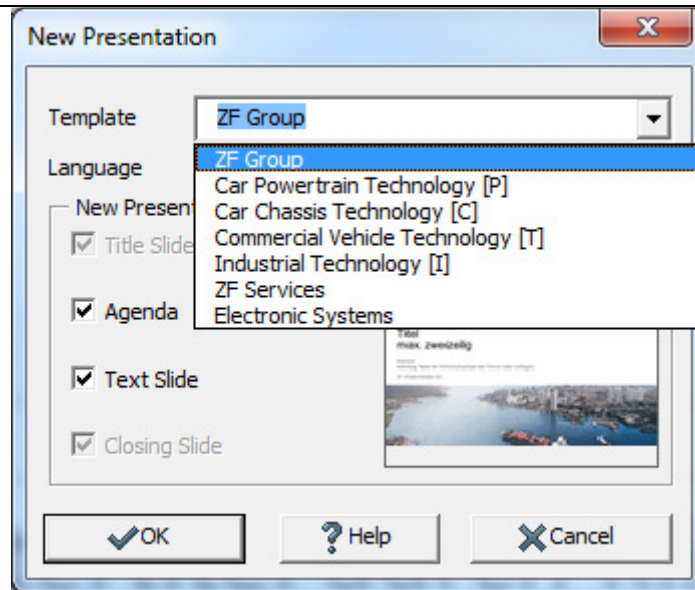 New Presentation
Template
ZF Group
Language
ZF Group
Car Powertrain Technology [P]
Car Chassis Technology [C]
Commercial Vehicle Technology [T]
Industrial Technology [I]
ZF Services
Electronic Systems
New Present
Title Slide
Agenda
Text Slide
Closing Slide
Titel
max. zweizeilig
OK
? Help
Cancel